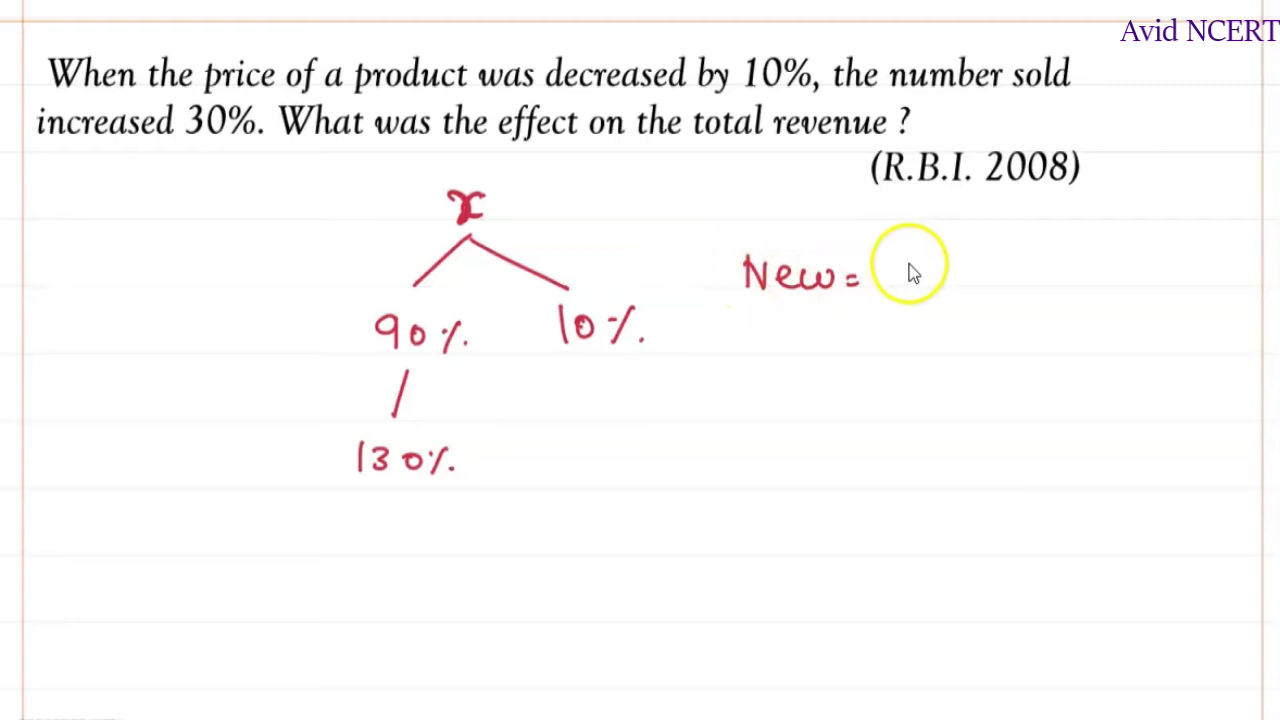 Avid NCERT
When the price of a product was decreased by 10%, the number sold
increased 30%. What was the effect on the total revenue ?
(R.B.I. 2008)
x
New =
90%. 10%.
130%.